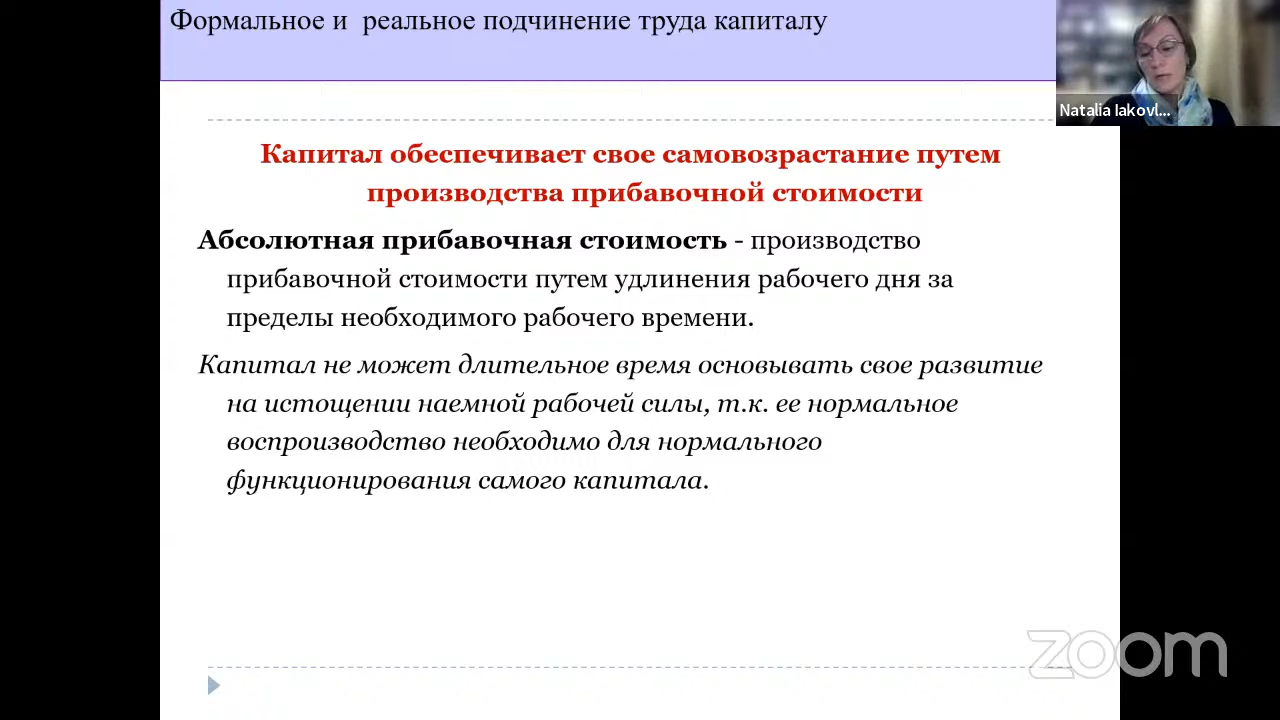 Формальное и  реальное подчинение труда капиталу
Natalia Iakovl...
Капитал обеспечивает свое самовозрастание путем
производства прибавочной стоимости
Абсолютная прибавочная стоимость - производство
прибавочной стоимости путем удлинения рабочего дня за
пределы необходимого рабочего времени.
Капитал не может длительное время основывать свое развитие
на истощении наемной рабочей силы, т.к. ее нормальное
воспроизводство необходимо для нормального
функционирования самого капитала.
zoom